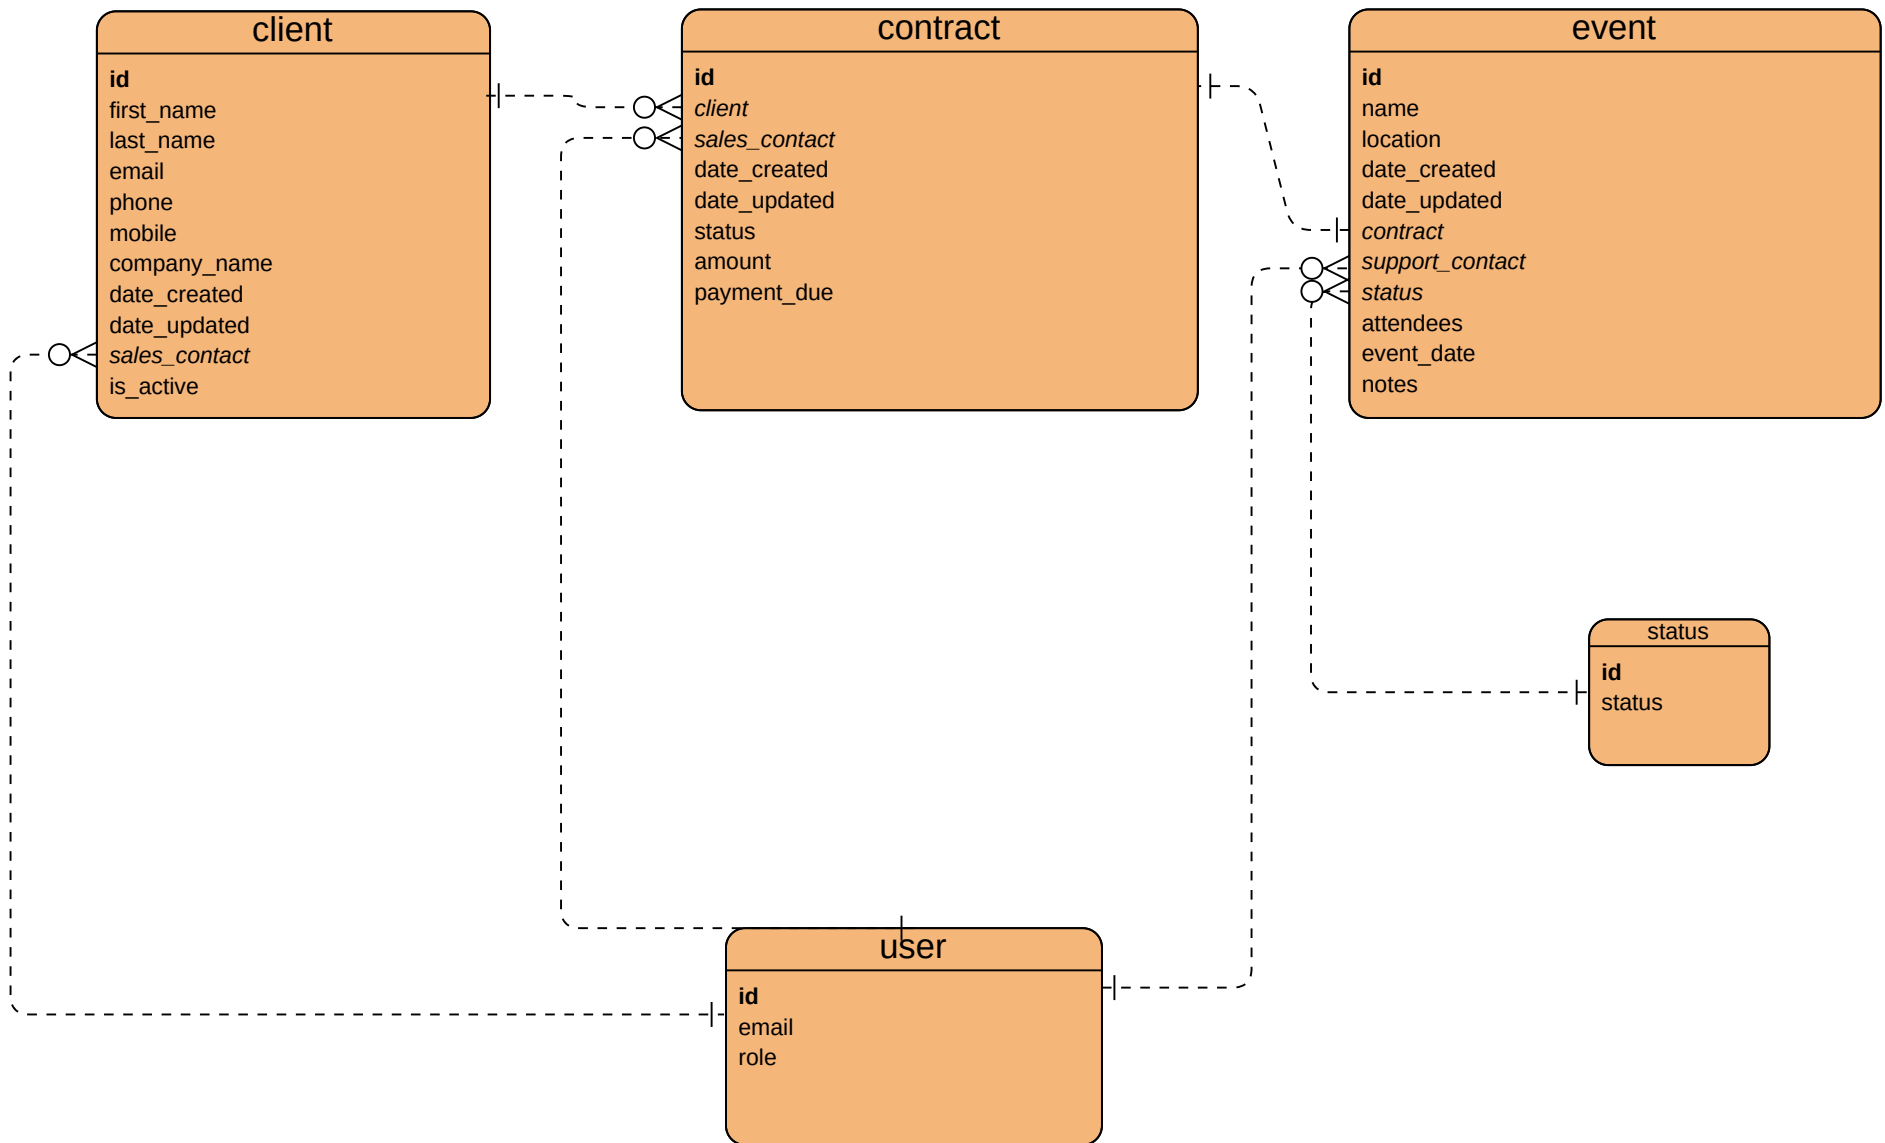 client
id
first_name
last_name
email
phone
mobile
company_name
date_created
date_updated
sales_contact
is_active
contract
id
client
sales_contact
date_created
date_updated
status
amount
payment_due
event
id
name
location
date_created
date_updated
contract
support_contact
status
attendees
event_date
notes
status
id
status
user
id
email
role